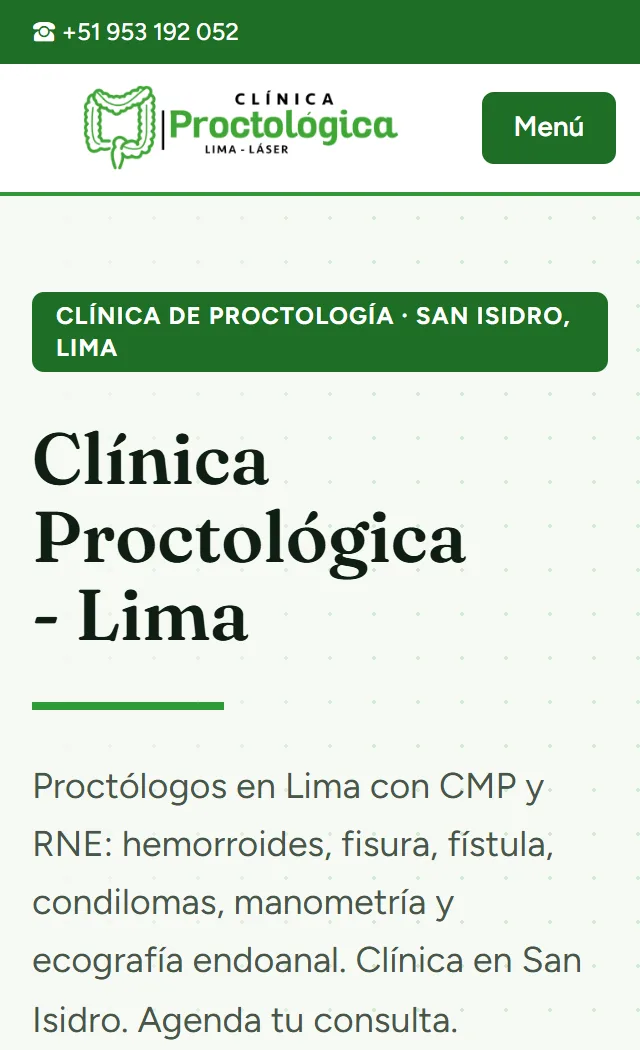 ☎ +51 953 192 052
CLÍNICA
Proctológica
LIMA - LÁSER
Menú
CLÍNICA DE PROCTOLOGÍA · SAN ISIDRO,
LIMA
Clínica
Proctológica
- Lima
Proctólogos en Lima con CMP y
RNE: hemorroides, fisura, fístula,
condilomas, manometría y
ecografía endoanal. Clínica en San
Isidro. Agenda tu consulta.